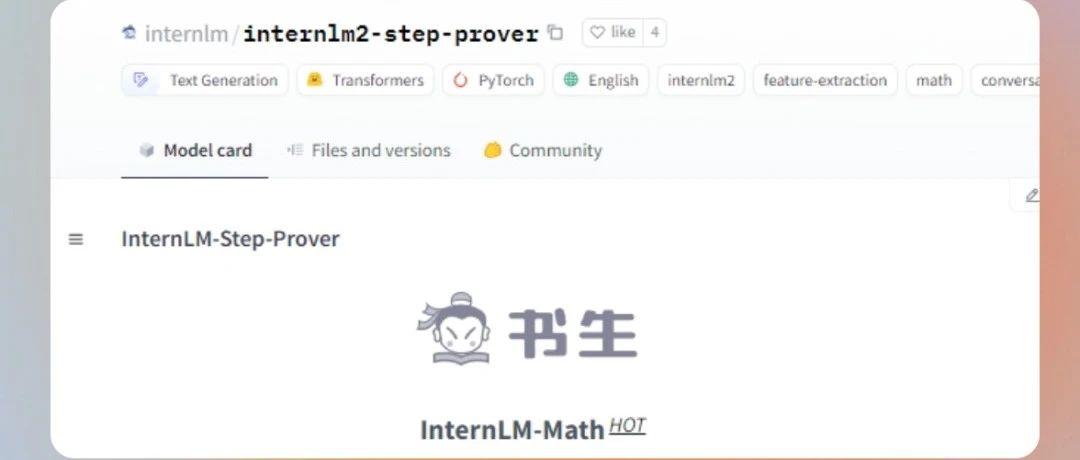 internlm/internlm2-step-prover like 4
Text Generation Transformers PyTorch English internlm2 feature-extraction math conversa
Model card Files and versions Community
InternLM-Step-Prover
书生
InternLM-Math HOT